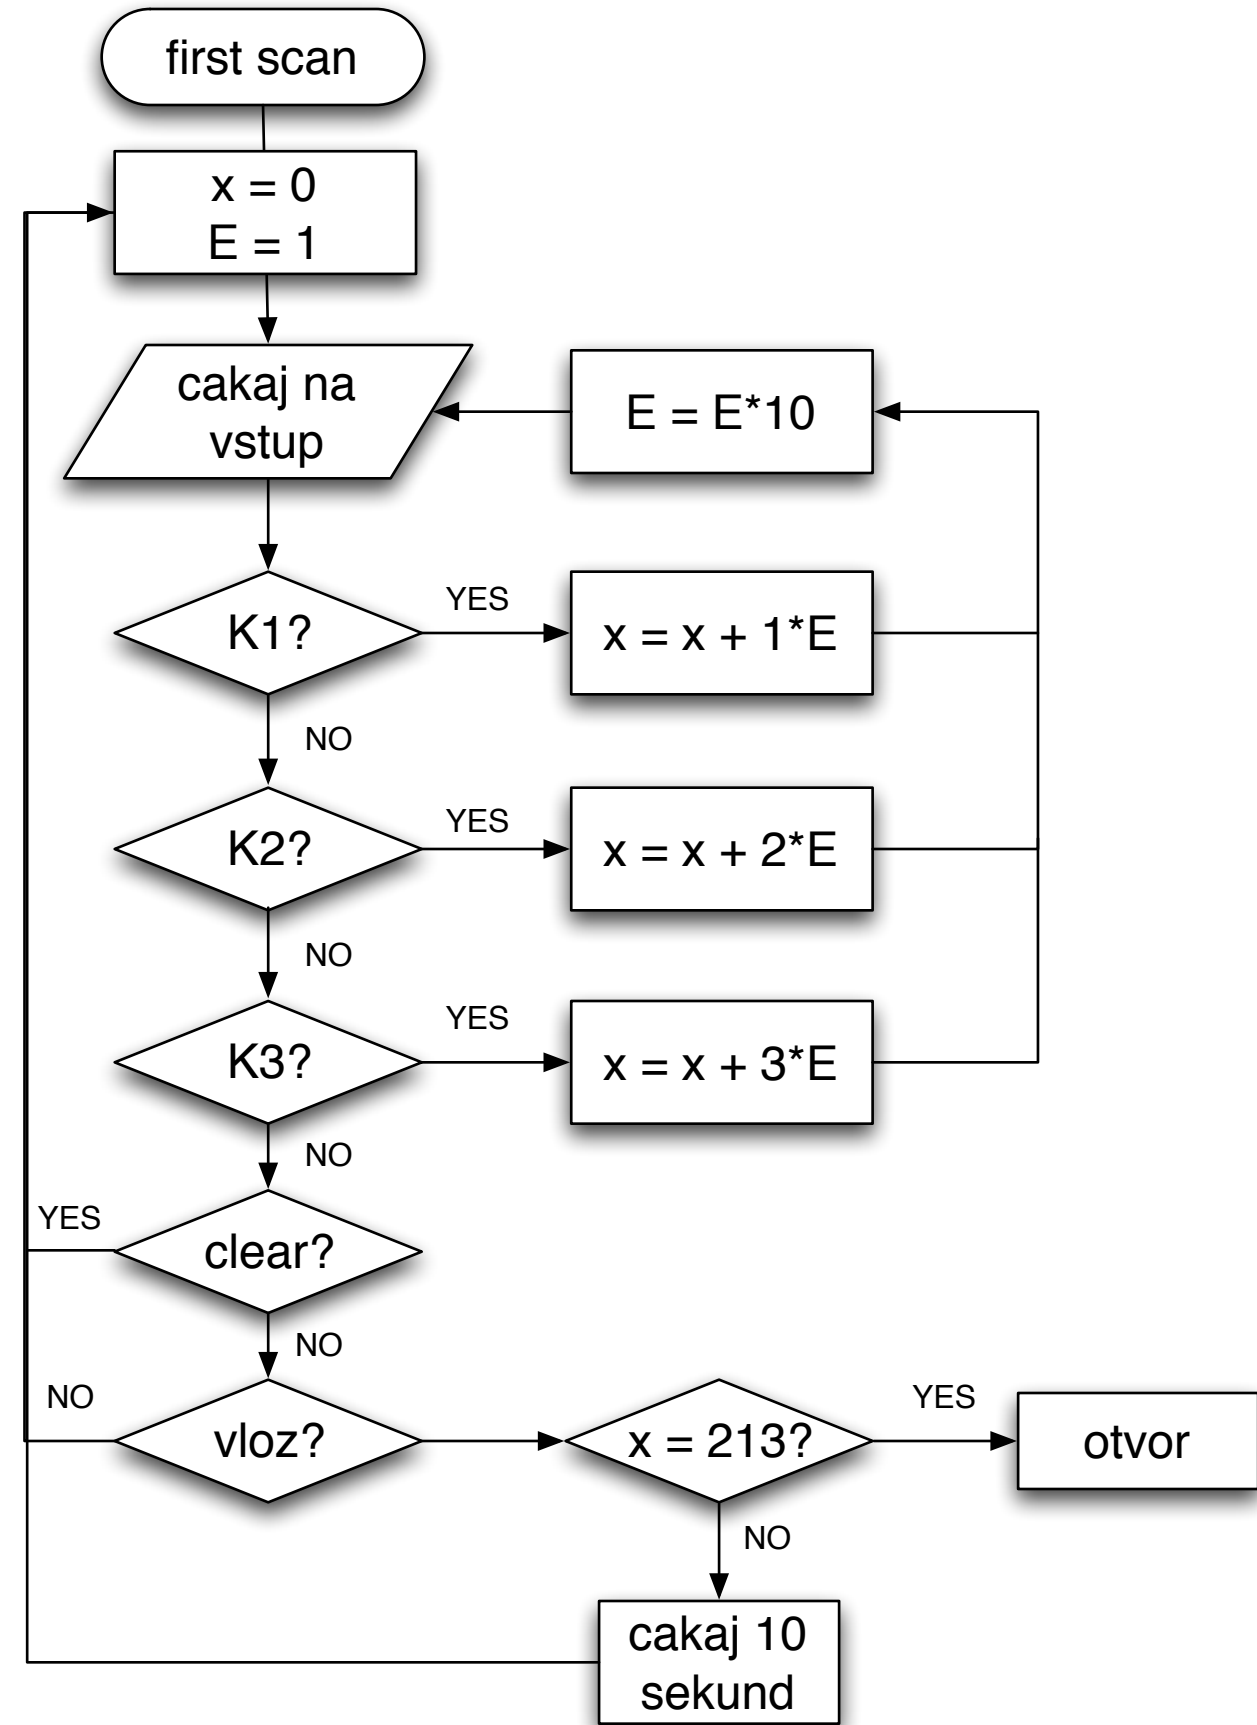 first scan
x = 0
E = 1
cakaj na
vstup
E = E*10
K1?
YES
x = x + 1*E
NO
K2?
YES
x = x + 2*E
NO
K3?
YES
x = x + 3*E
NO
YES
clear?
NO
NO
vloz?
x = 213?
YES
otvor
NO
cakaj 10
sekund